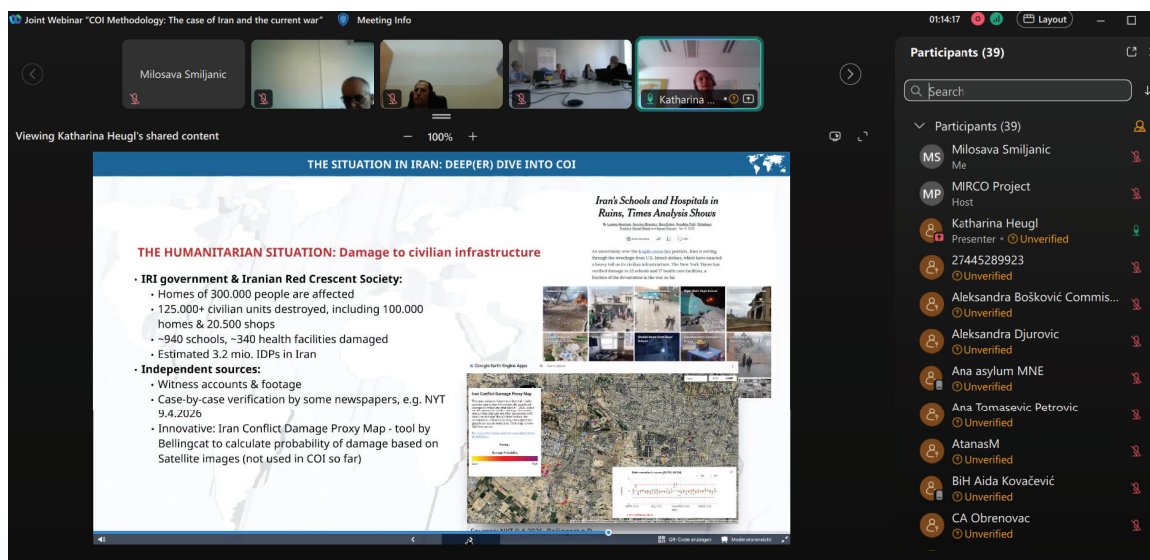 Joint Webinar "COI Methodology: The case of Iran and the current war"
Meeting Info
01:14:17
Layout
Milosava Smiljanic
Katharina ...
Viewing Katharina Heugl's shared content
100%
THE SITUATION IN IRAN: DEEP(ER) DIVE INTO COI
THE HUMANITARIAN SITUATION: Damage to civilian infrastructure
• IRI government & Iranian Red Crescent Society:
• Homes of 300.000 people are affected
• 125.000+ civilian units destroyed, including 100.000
homes & 20.500 shops
• ~940 schools, ~340 health facilities damaged
• Estimated 3.2 mio. IDPs in Iran
• Independent sources:
• Witness accounts & footage
• Case-by-case verification by some newspapers, e.g. NYT
9.4.2026
• Innovative: Iran Conflict Damage Proxy Map - tool by
Bellingcat to calculate probability of damage based on
Satellite images (not used in COI so far)
Iran's Schools and Hospitals in
Ruins, Times Analysis Shows
Google Earth Engine Apps
Iran Conflict Damage Proxy Map
QR-Code anzeigen
Moderatoransicht
Participants (39)
Search
Participants (39)
MS
Milosava Smiljanic
Me
MP
MIRCO Project
Host
Katharina Heugl
Presenter • Unverified
27445289923
Unverified
Aleksandra Bošković Commis...
Unverified
Aleksandra Djurovic
Unverified
Ana asylum MNE
Unverified
Ana Tomasevic Petrovic
Unverified
AtanasM
Unverified
BiH Aida Kovačević
Unverified
CA Obrenovac
Unverified